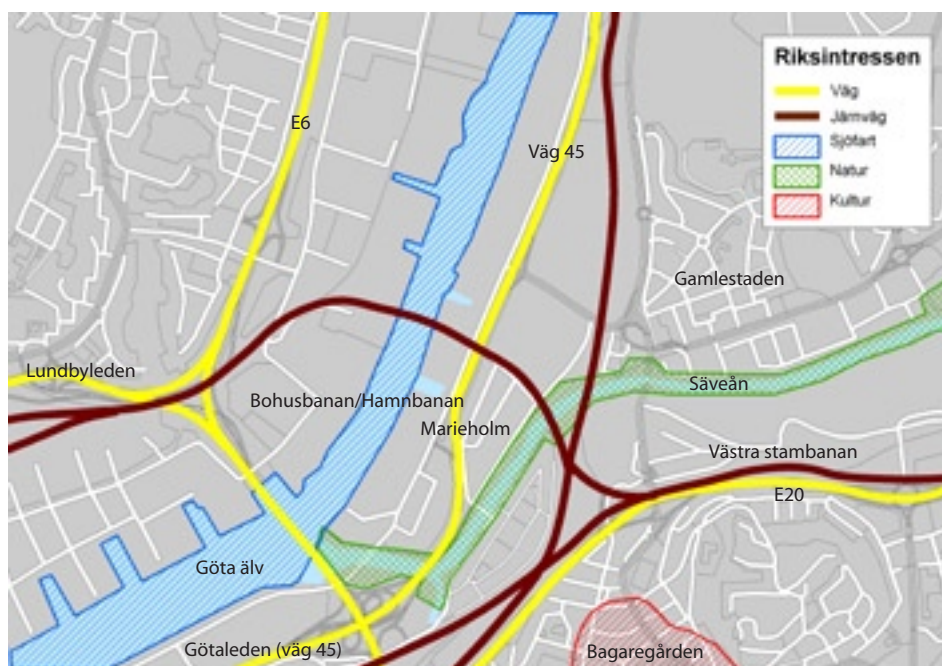 Riksintressen
Väg
Järnväg
Sjöfart
Natur
Kultur
E6
Väg 45
Gamlestaden
Lundbyleden
Säveån
Bohusbanan/Hamnbanan
Marieholm
Västra stambanan
E20
Göta älv
Götaleden (väg 45)
Bagaregården